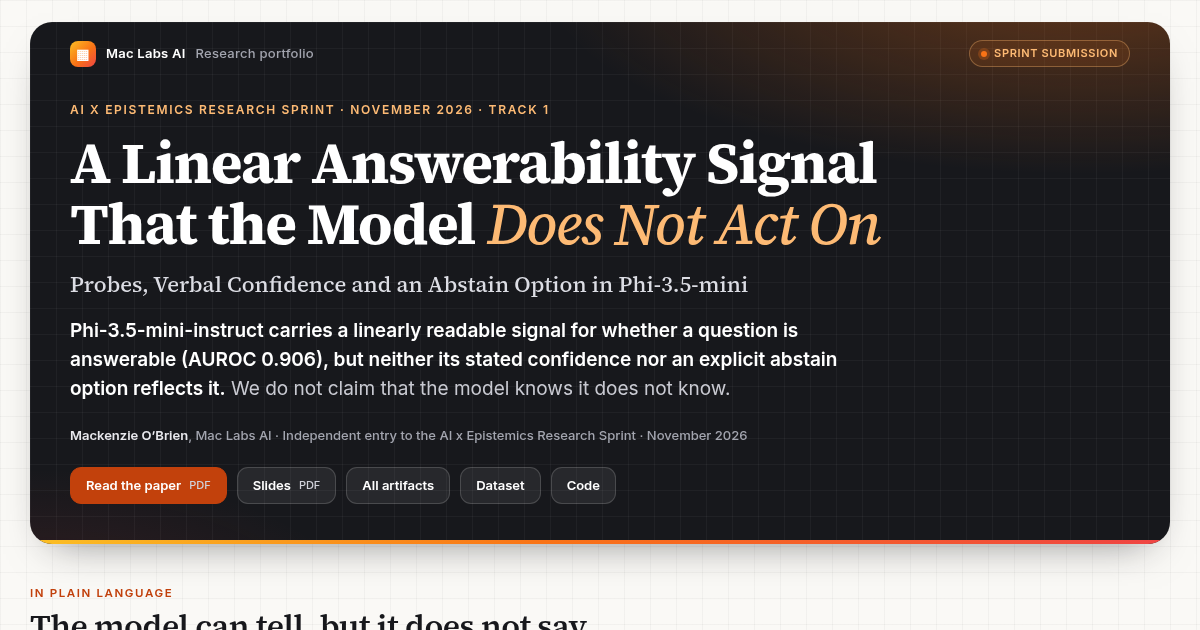 Mac Labs AI Research portfolio
SPRINT SUBMISSION
AI X EPISTEMICS RESEARCH SPRINT · NOVEMBER 2026 · TRACK 1
A Linear Answerability Signal
That the Model Does Not Act On
Probes, Verbal Confidence and an Abstain Option in Phi-3.5-mini
Phi-3.5-mini-instruct carries a linearly readable signal for whether a question is
answerable (AUROC 0.906), but neither its stated confidence nor an explicit abstain
option reflects it. We do not claim that the model knows it does not know.
Mackenzie O’Brien, Mac Labs AI · Independent entry to the AI x Epistemics Research Sprint · November 2026
Read the paper PDF
Slides PDF
All artifacts
Dataset
Code
IN PLAIN LANGUAGE
The model can tell, but it does not say